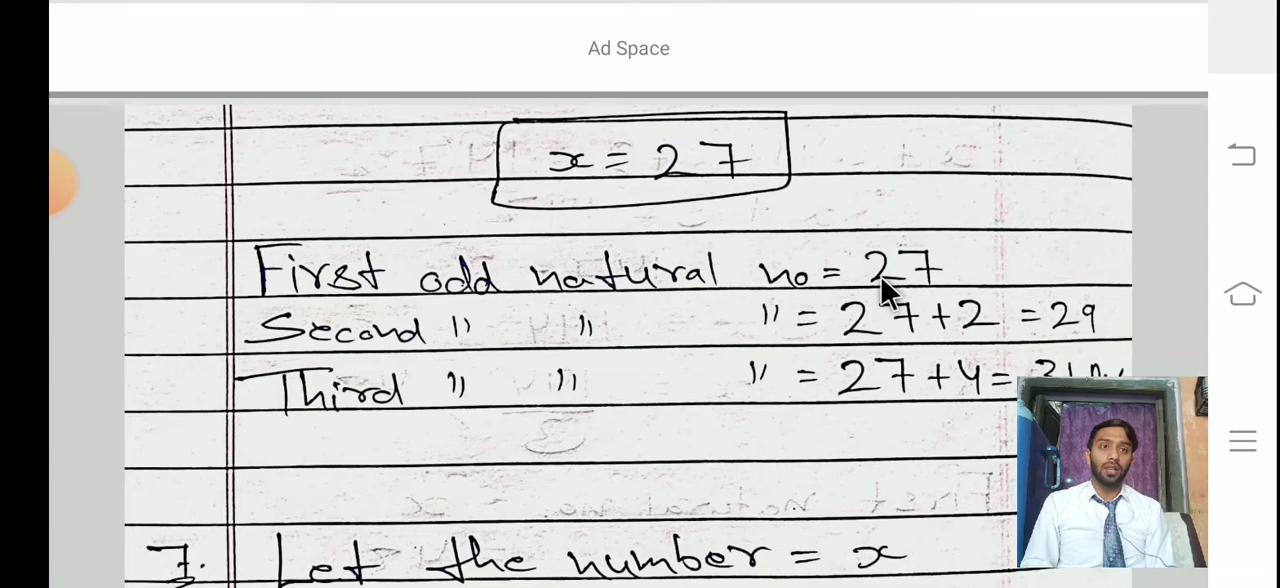 Ad Space
x = 27
First odd natural no = 27
Second " " " = 27+2 = 29
Third " " " = 27+4 = 31
7. Let the number = x